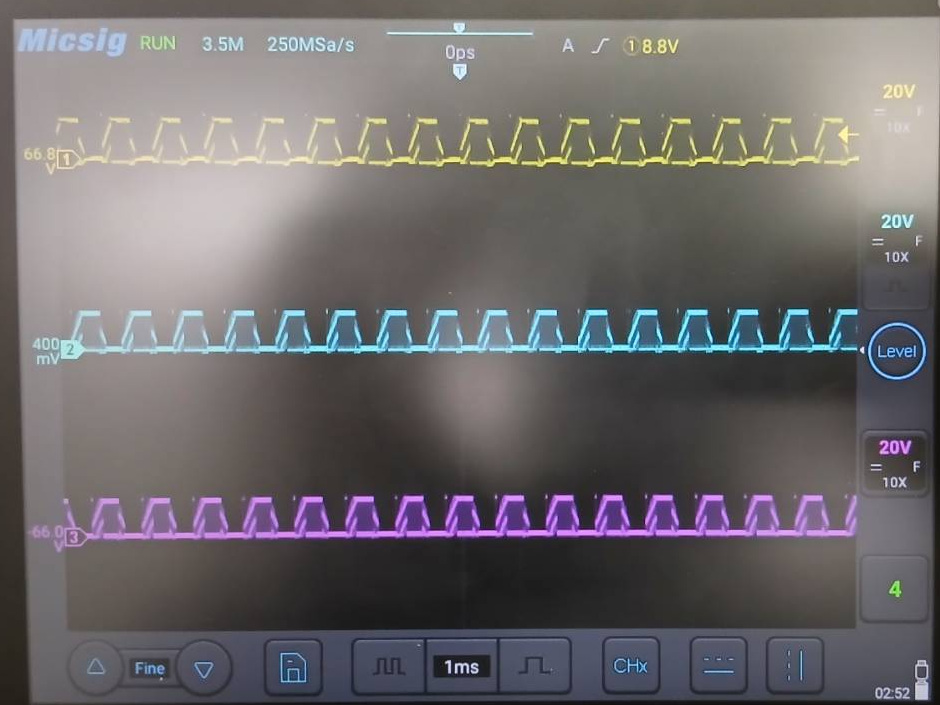 Micsig RUN 3.5M 250MSa/s 0ps A 1 8.8V
T
T
20V
F
10X
66.8
V
1
20V
F
10X
400
mV
2
Level
20V
F
10X
-66.0
V
3
4
Fine 1ms CHx
02:52